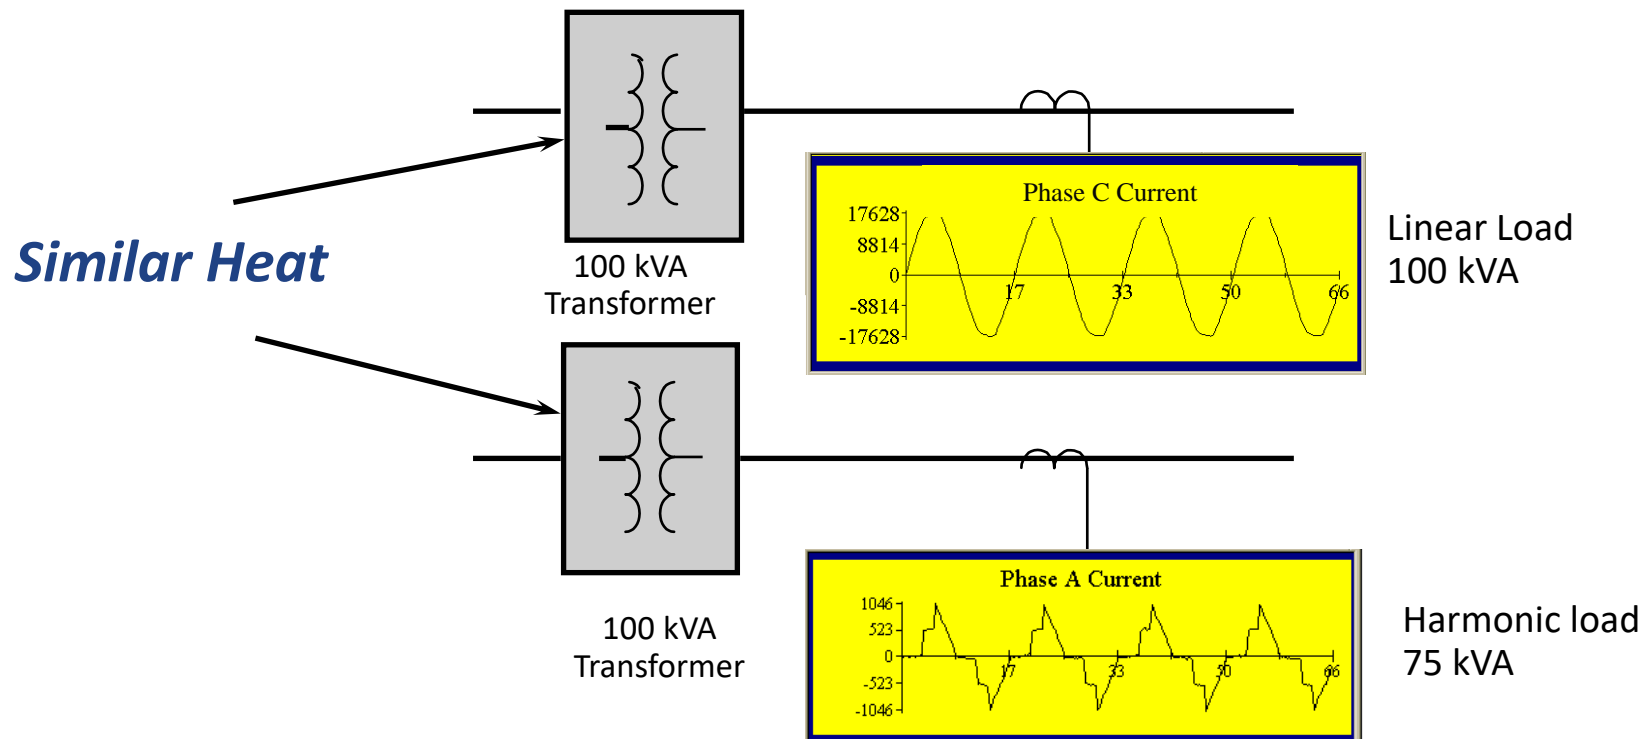 Similar Heat
100 kVA
Transformer
Phase C Current
17628
8814
0
-8814
-17628
17
33
50
66
Linear Load
100 kVA
100 kVA
Transformer
Phase A Current
1046
523
0
-523
-1046
17
33
50
66
Harmonic load
75 kVA